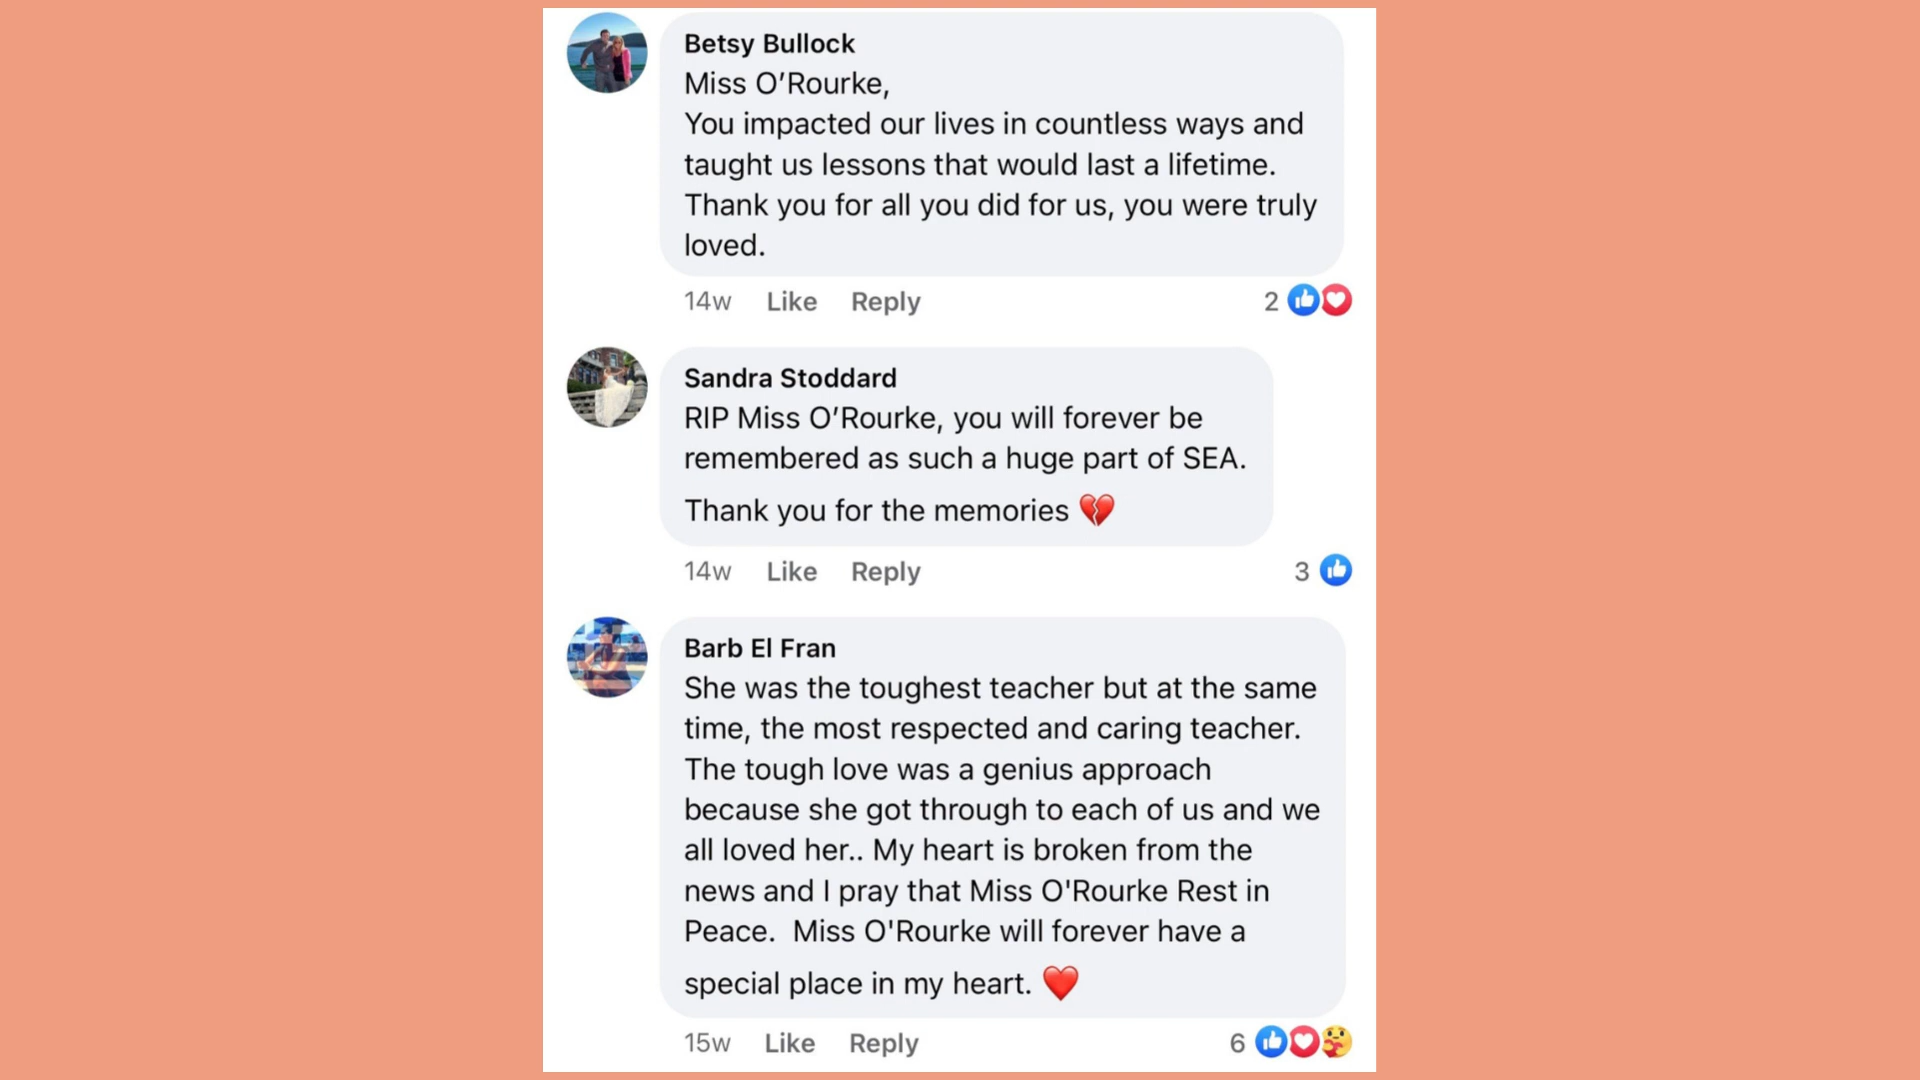 Betsy Bullock
Miss O’Rourke,
You impacted our lives in countless ways and
taught us lessons that would last a lifetime.
Thank you for all you did for us, you were truly
loved.
14w Like Reply 2
Sandra Stoddard
RIP Miss O’Rourke, you will forever be
remembered as such a huge part of SEA.
Thank you for the memories 💔
14w Like Reply 3
Barb El Fran
She was the toughest teacher but at the same
time, the most respected and caring teacher.
The tough love was a genius approach
because she got through to each of us and we
all loved her.. My heart is broken from the
news and I pray that Miss O'Rourke Rest in
Peace.  Miss O'Rourke will forever have a
special place in my heart. ❤️
15w Like Reply 6